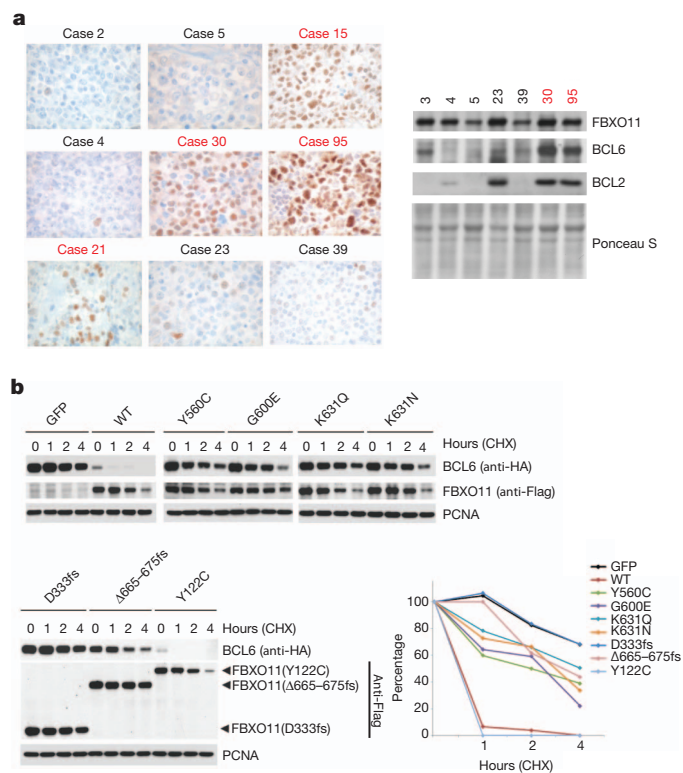 a
Case 2 Case 5 Case 15
Case 4 Case 30 Case 95
Case 21 Case 23 Case 39
3 4 5 23 39 30 95
FBXO11
BCL6
BCL2
Ponceau S
b
GFP WT Y560C G600E K631Q K631N
0 1 2 4 0 1 2 4 0 1 2 4 0 1 2 4 0 1 2 4 0 1 2 4 Hours (CHX)
BCL6 (anti-HA)
FBXO11 (anti-Flag)
PCNA
D333fs Δ665–675fs Y122C
0 1 2 4 0 1 2 4 0 1 2 4 Hours (CHX)
BCL6 (anti-HA)
FBXO11(Y122C)
FBXO11(Δ665–675fs)
FBXO11(D333fs)
Anti-Flag
PCNA
Percentage
100
80
60
40
20
0
1 2 4
Hours (CHX)
GFP
WT
Y560C
G600E
K631Q
K631N
D333fs
Δ665–675fs
Y122C